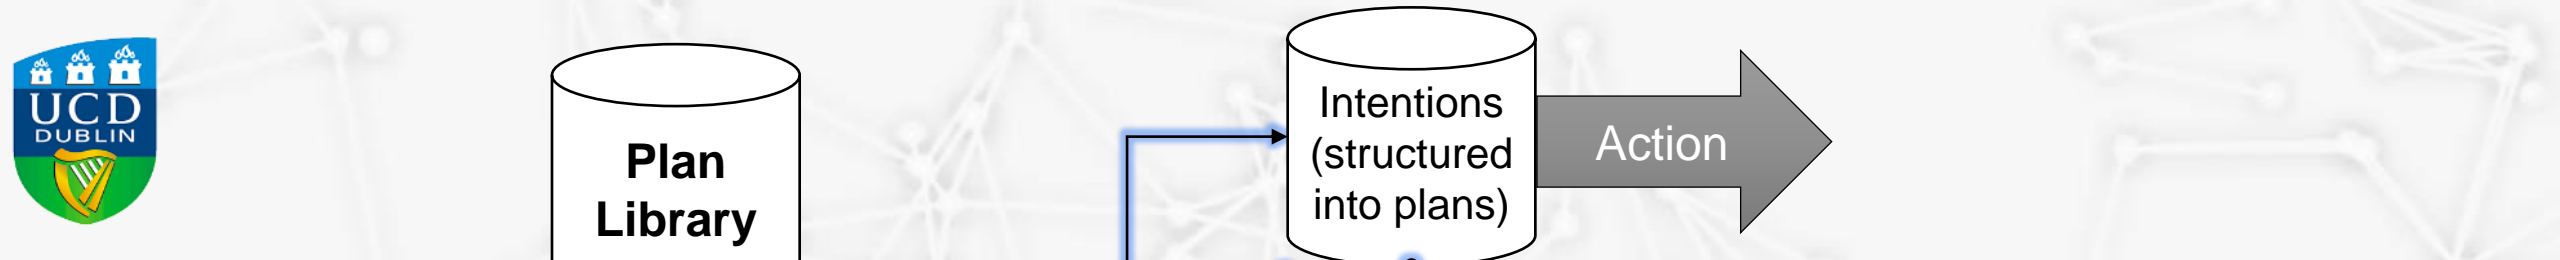 UCD
DUBLIN
Plan
Library
Intentions
(structured
into plans)
Action